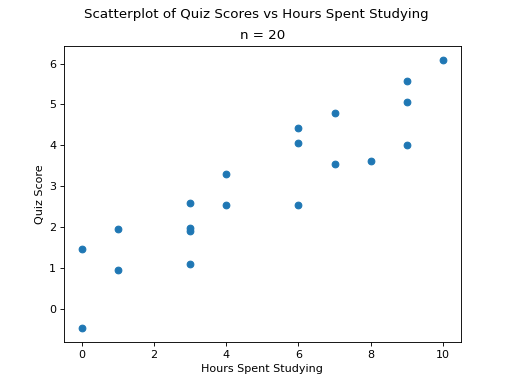 Scatterplot of Quiz Scores vs Hours Spent Studying
n = 20
6
5
4
3
2
1
0
Quiz Score
0 2 4 6 8 10
Hours Spent Studying